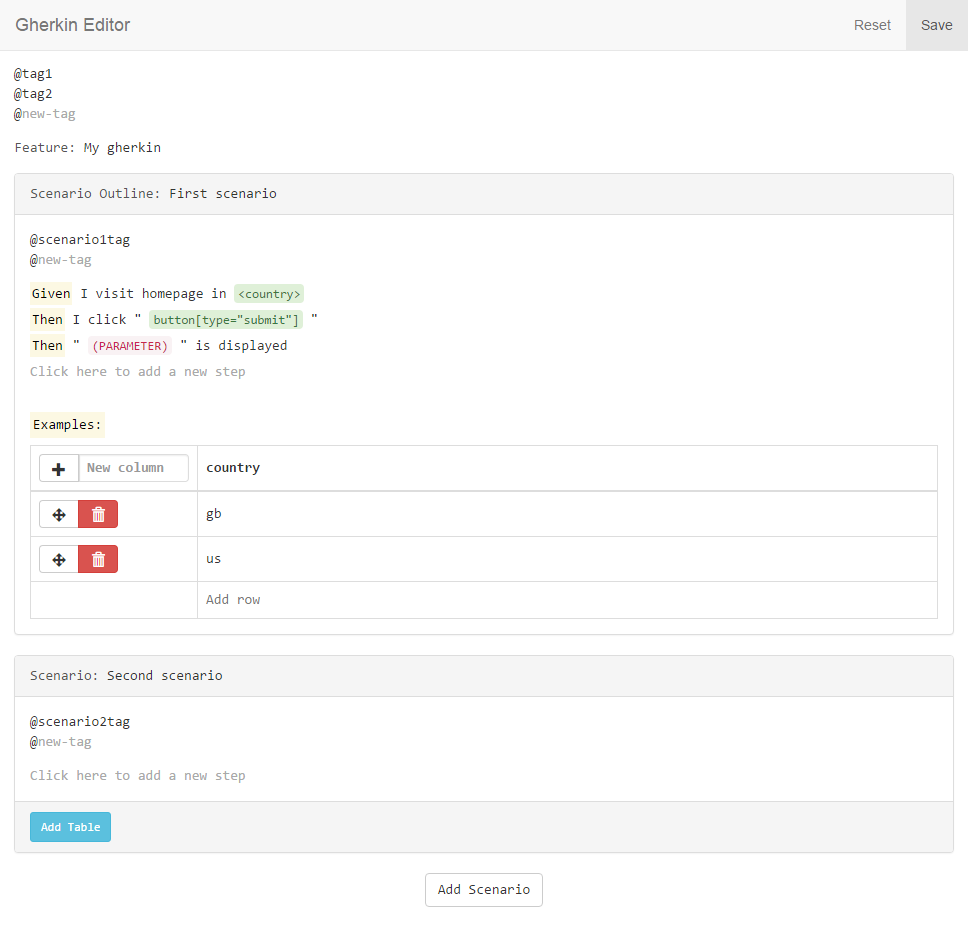 Gherkin Editor Reset Save
@tag1
@tag2
@new-tag
Feature: My gherkin
Scenario Outline: First scenario
@scenario1tag
@new-tag
Given I visit homepage in <country>
Then I click " button[type="submit"] "
Then " (PARAMETER) " is displayed
Click here to add a new step
Examples:
New column country
gb
us
Add row
Scenario: Second scenario
@scenario2tag
@new-tag
Click here to add a new step
Add Table
Add Scenario